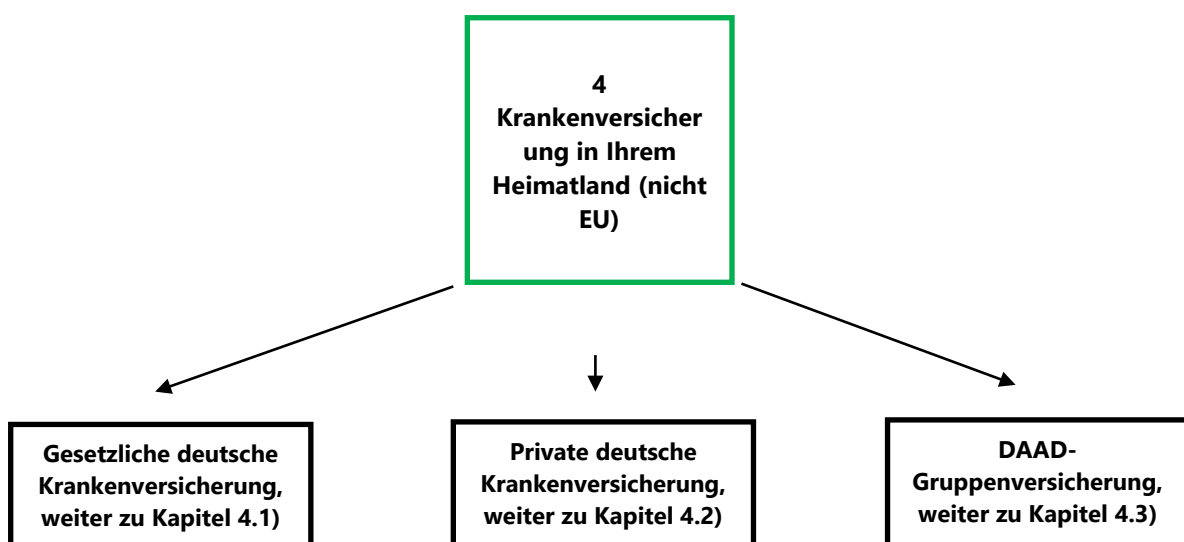 4
Krankenversicher
ung in Ihrem
Heimatland (nicht
EU)
Gesetzliche deutsche
Krankenversicherung,
weiter zu Kapitel 4.1)
Private deutsche
Krankenversicherung,
weiter zu Kapitel 4.2)
DAAD-
Gruppenversicherung,
weiter zu Kapitel 4.3)